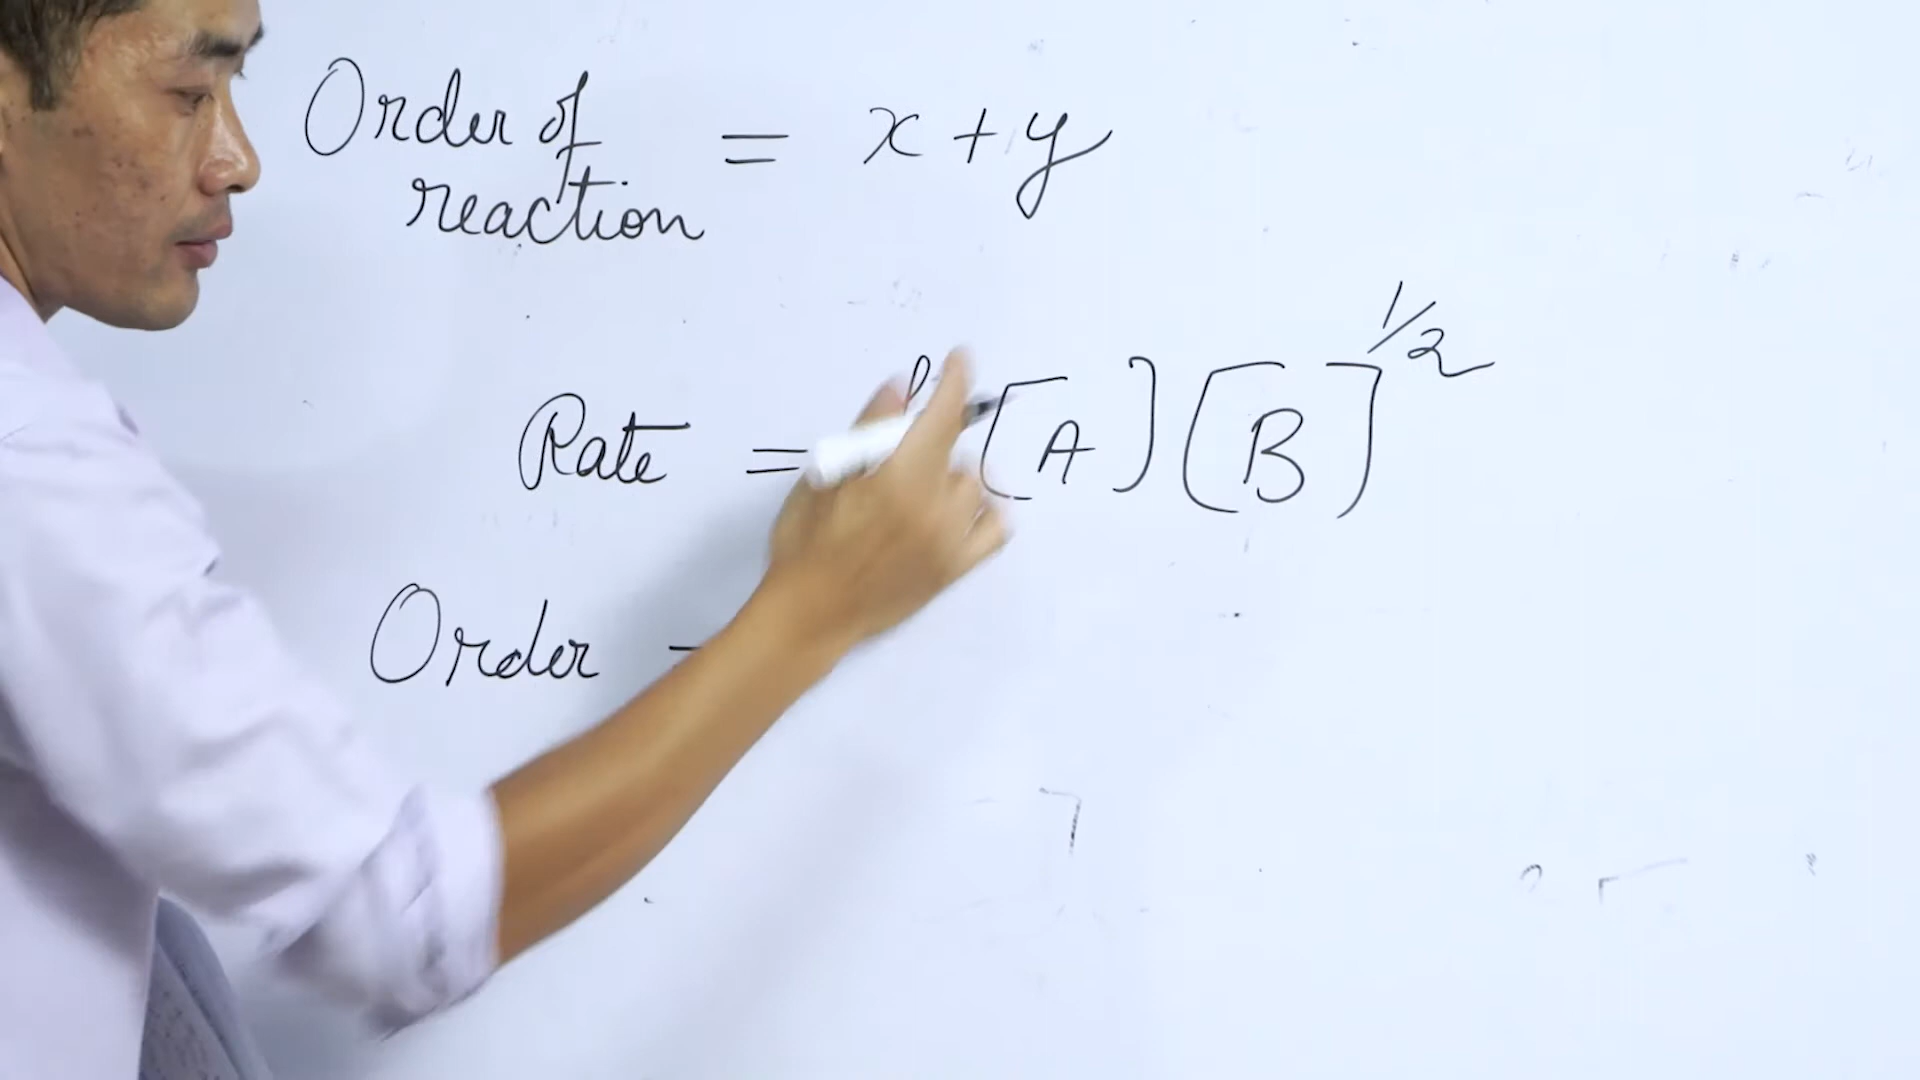 Order of
reaction = x + y
Rate = [A] [B]^1/2
Order